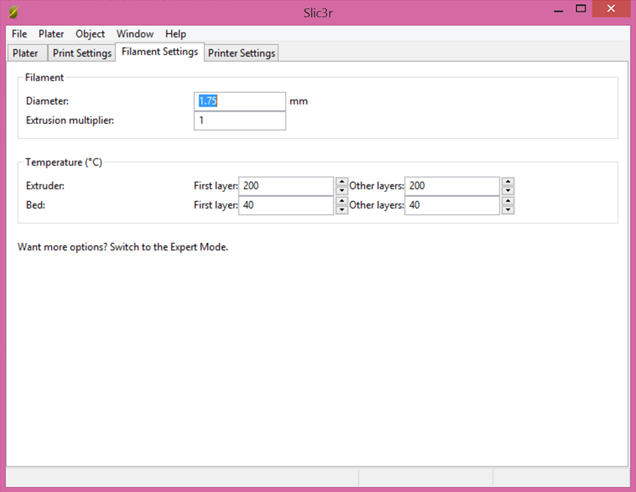 Slic3r
File Plater Object Window Help
Plater Print Settings Filament Settings Printer Settings
Filament
Diameter: 1.75 mm
Extrusion multiplier: 1
Temperature (°C)
Extruder: First layer: 200 Other layers: 200
Bed: First layer: 40 Other layers: 40
Want more options? Switch to the Expert Mode.